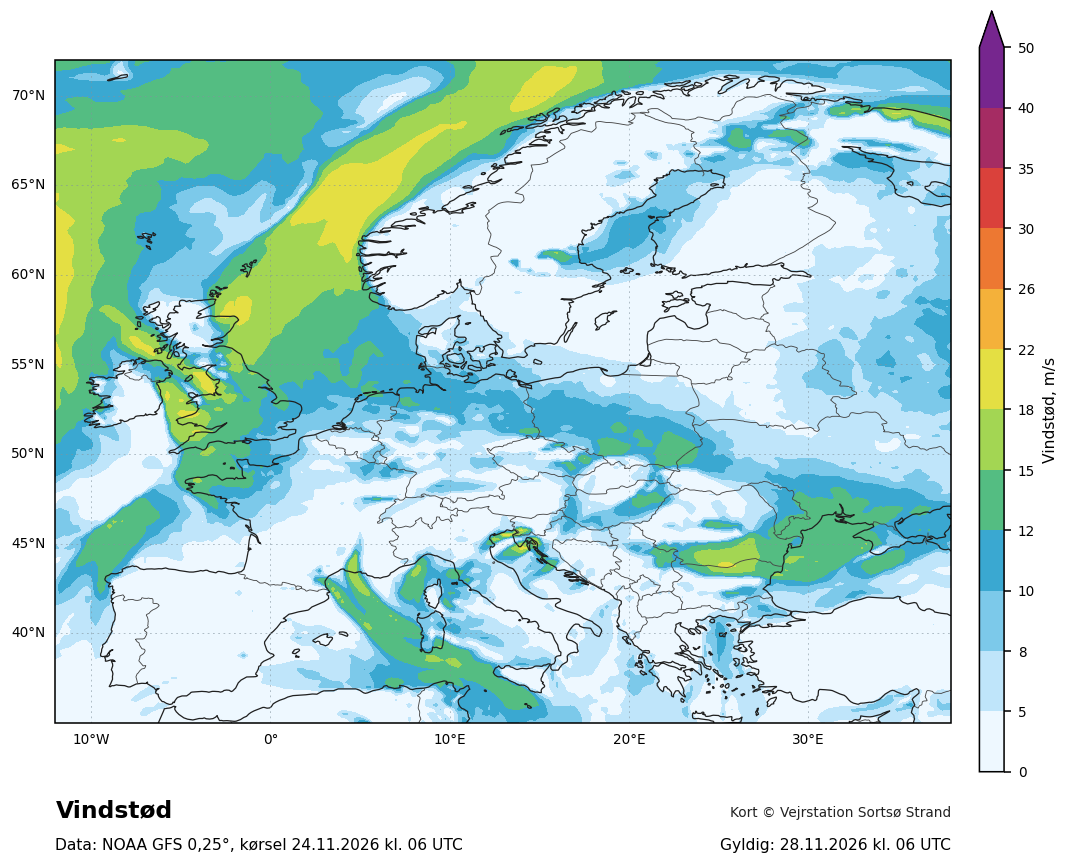 70°N
65°N
60°N
55°N
50°N
45°N
40°N
10°W
0°
10°E
20°E
30°E
50
40
35
30
26
22
18
15
12
10
8
5
0
Vindstød, m/s
Vindstød
Kort © Vejrstation Sortsø Strand
Data: NOAA GFS 0,25°, kørsel 24.11.2026 kl. 06 UTC
Gyldig: 28.11.2026 kl. 06 UTC